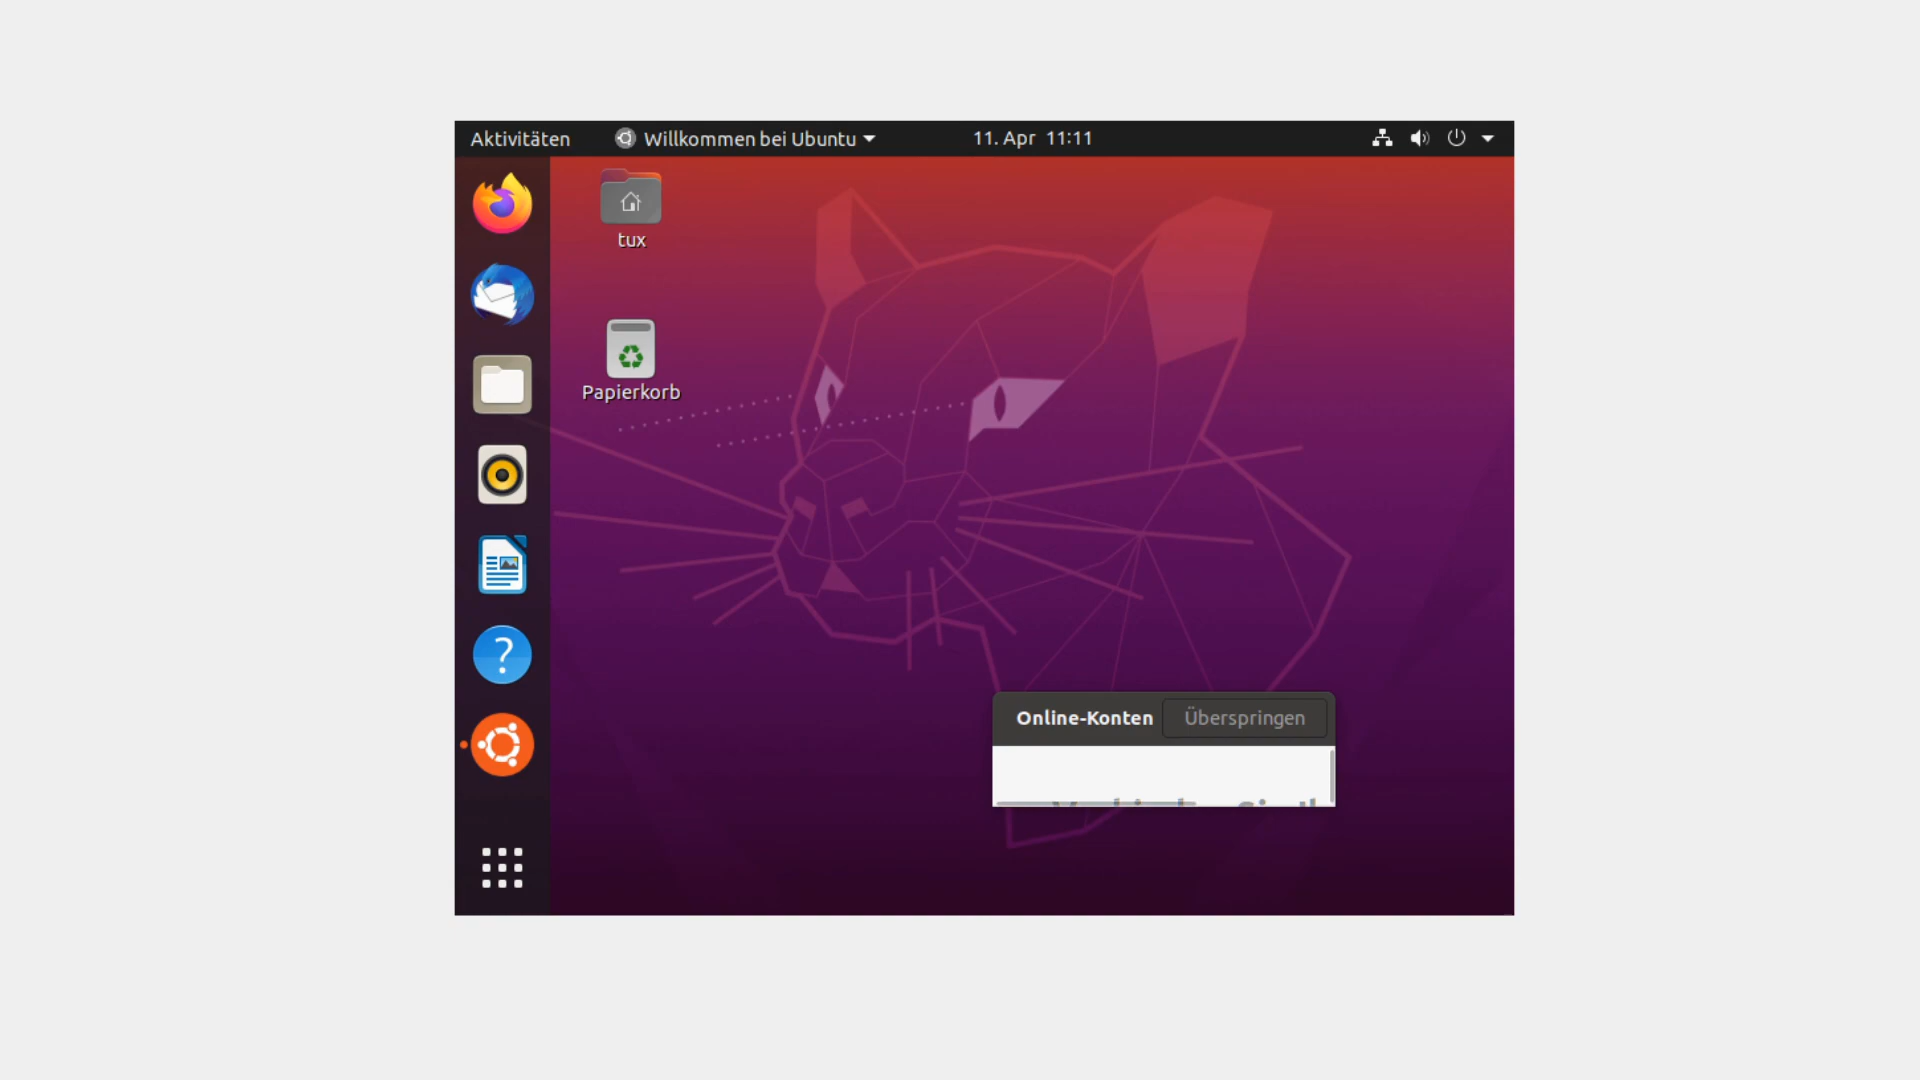 Aktivitäten
Willkommen bei Ubuntu
11. Apr 11:11
tux
Papierkorb
Online-Konten
Überspringen